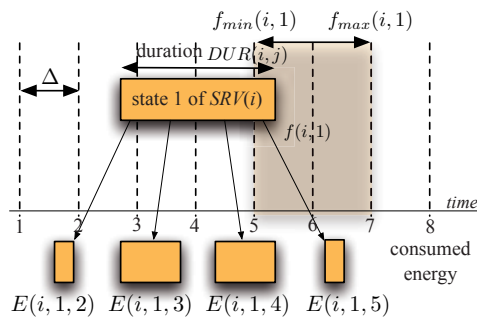 f_min(i, 1) f_max(i, 1)
duration DUR(i, j)
Δ
state 1 of SRV(i)
f(i, 1)
time
1 2 3 4 5 6 7 8
consumed
energy
E(i, 1, 2) E(i, 1, 3) E(i, 1, 4) E(i, 1, 5)